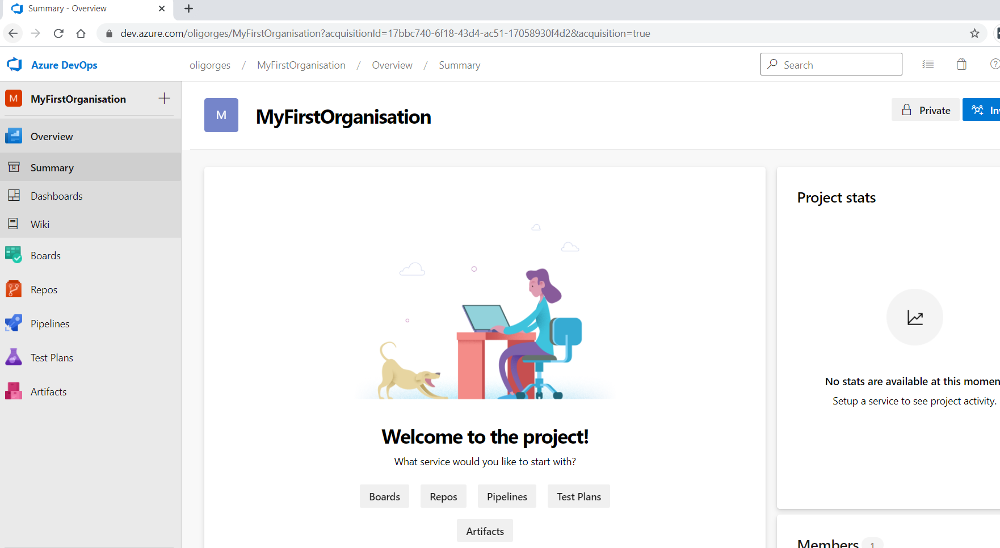 Summary - Overview
dev.azure.com/oligorges/MyFirstOrganisation?acquisitionId=17bbc740-6f18-43d4-ac51-17058930f4d2&acquisition=true
Azure DevOps
oligorges / MyFirstOrganisation / Overview / Summary
Search
M MyFirstOrganisation
Overview
Summary
Dashboards
Wiki
Boards
Repos
Pipelines
Test Plans
Artifacts
M MyFirstOrganisation
Private
Inv
Welcome to the project!
What service would you like to start with?
Boards Repos Pipelines Test Plans
Artifacts
Project stats
No stats are available at this momen
Setup a service to see project activity.
Members 1